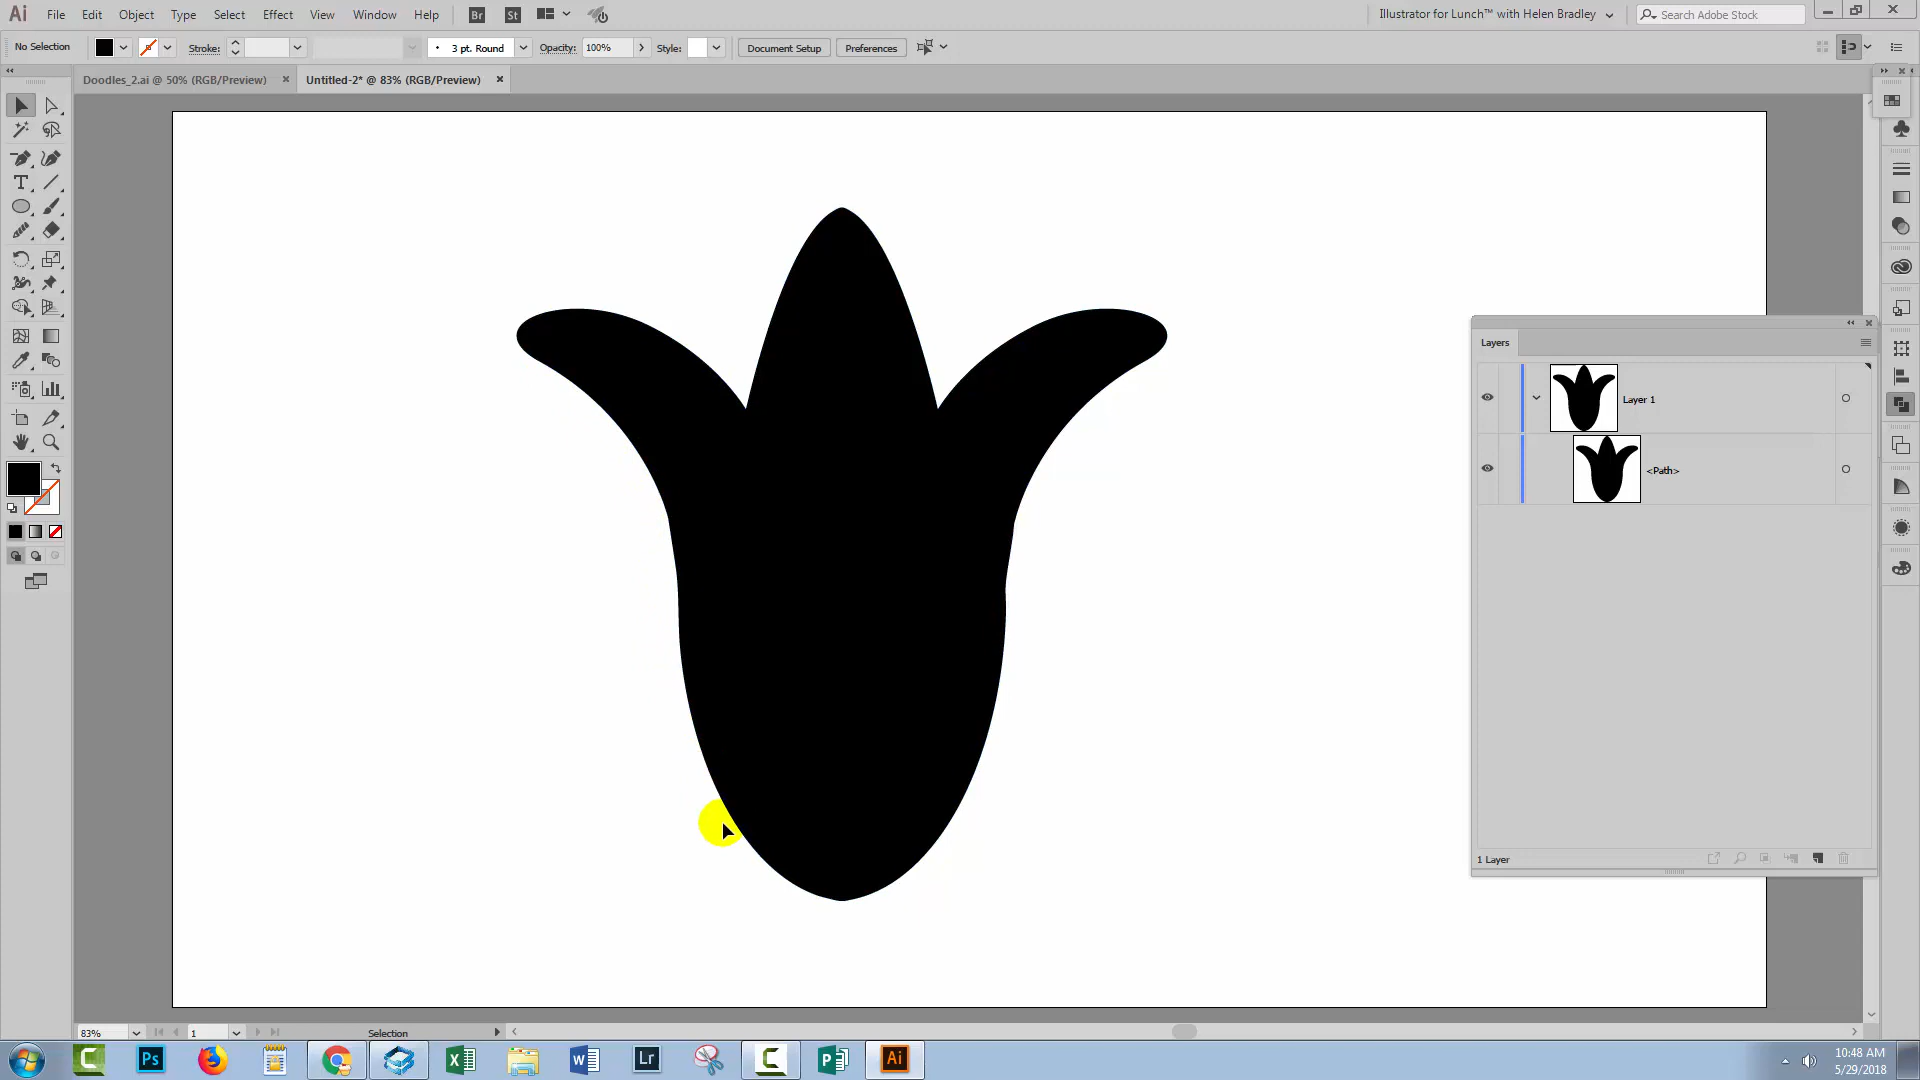 Ai File Edit Object Type Select Effect View Window Help Br St Illustrator for Lunch™ with Helen Bradley Search Adobe Stock
No Selection Stroke: 3 pt. Round Opacity: 100% Style: Document Setup Preferences
Doodles_2.ai @ 50% (RGB/Preview) Untitled-2* @ 83% (RGB/Preview)
T
Layers
Layer 1
<Path>
1 Layer
83% 1 Selection
C Ps X W Lr C P Ai
10:48 AM
5/29/2018